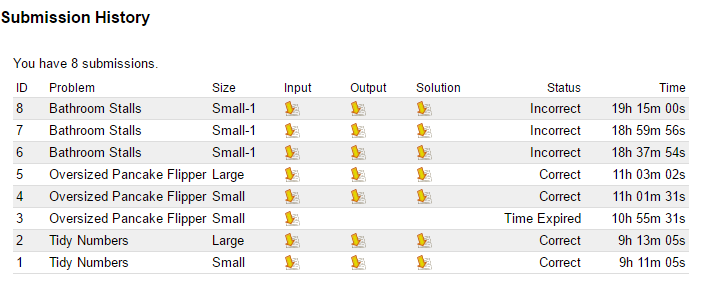 Submission History
You have 8 submissions.
ID Problem Size Input Output Solution Status Time
8 Bathroom Stalls Small-1 Incorrect 19h 15m 00s
7 Bathroom Stalls Small-1 Incorrect 18h 59m 56s
6 Bathroom Stalls Small-1 Incorrect 18h 37m 54s
5 Oversized Pancake Flipper Large Correct 11h 03m 02s
4 Oversized Pancake Flipper Small Correct 11h 01m 31s
3 Oversized Pancake Flipper Small Time Expired 10h 55m 31s
2 Tidy Numbers Large Correct 9h 13m 05s
1 Tidy Numbers Small Correct 9h 11m 05s